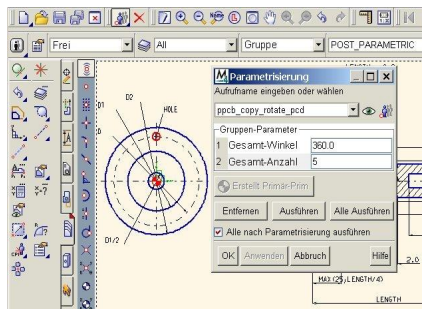 Frei
All
Gruppe
POST_PARAMETRIC
Parametrisierung
Aufrufname eingeben oder wählen
ppcb_copy_rotate_pcd
Gruppen-Parameter
1 Gesamt-Winkel 360.0
2 Gesamt-Anzahl 5
Erstellt Primär-Prim
Entfernen Ausführen Alle Ausführen
Alle nach Parametrisierung ausführen
OK Anwenden Abbruch Hilfe
D2
D1
HOLE
D
D1/2
2.0
MAX(25,LENGTH/4)
LENGTH